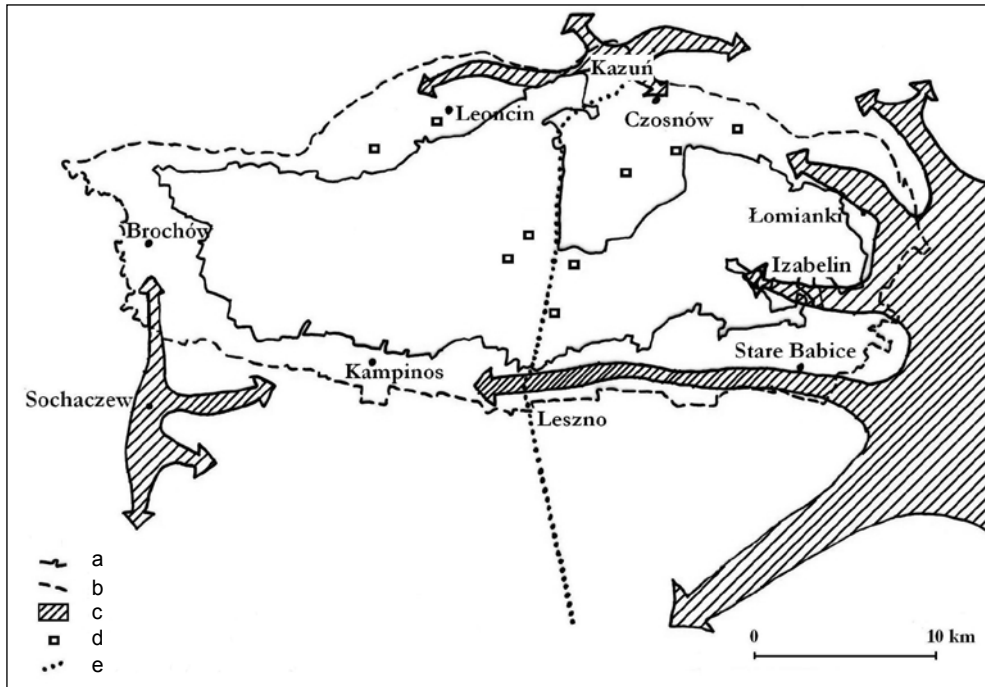 Kazuń
Leoncin
Czosnów
Łomianki
Brochów
Izabelin
Stare Babice
Kampinos
Sochaczew
Leszno
a
b
c
d
e
0 10 km